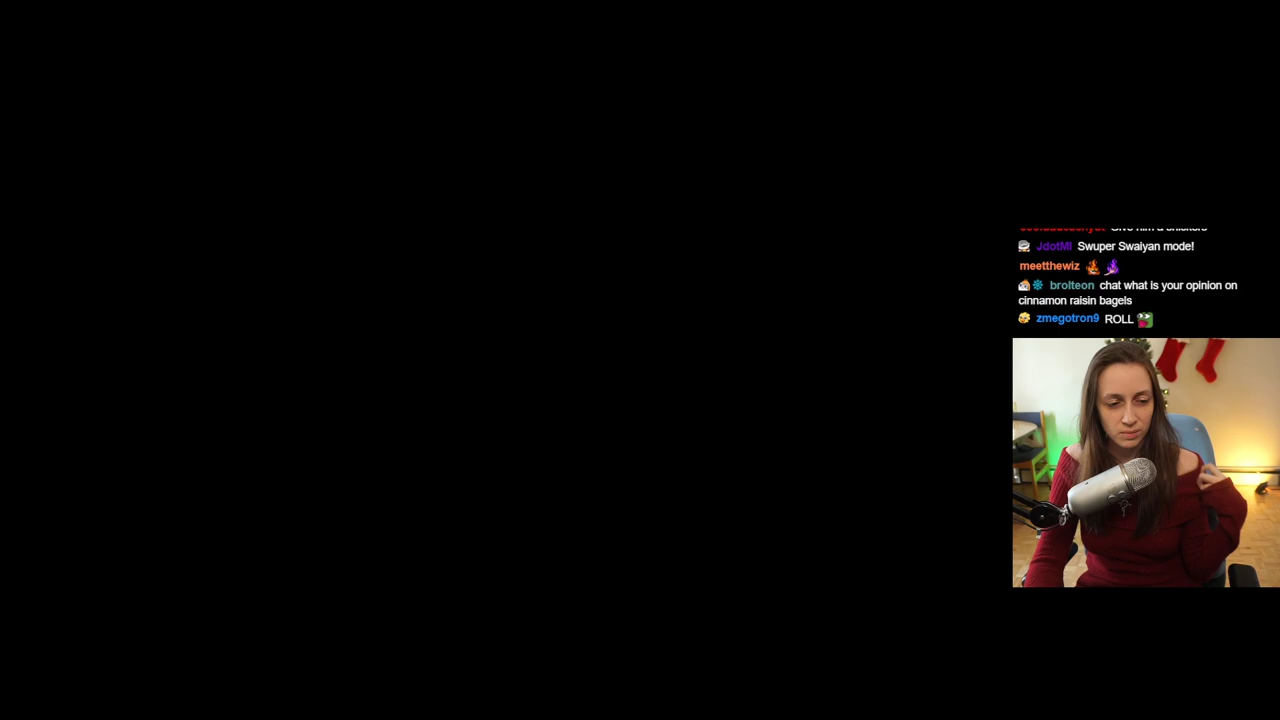 JdotMI Swuper Swaiyan mode!
meetthewiz
brolteon chat what is your opinion on
cinnamon raisin bagels
zmegotron9 ROLL